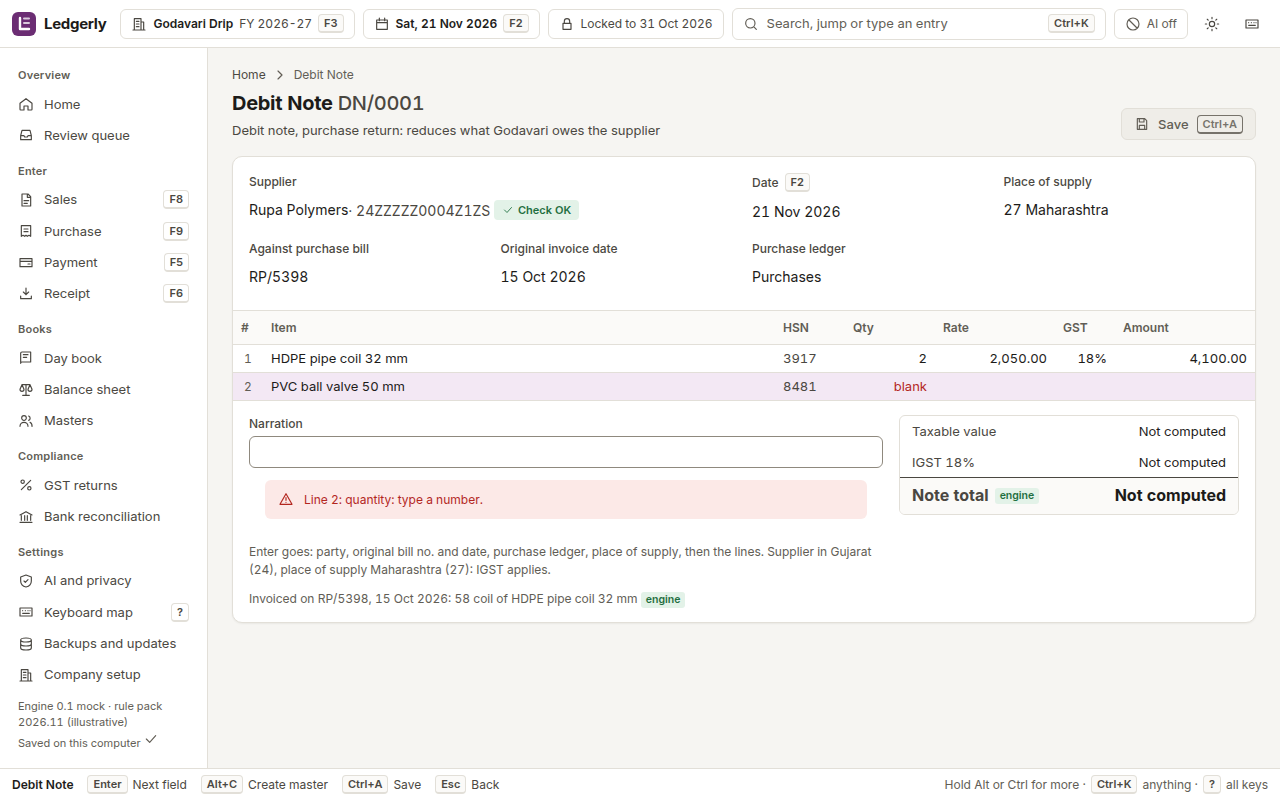 Ledgerly
Godavari Drip FY 2026-27 F3
Sat, 21 Nov 2026 F2
Locked to 31 Oct 2026
Search, jump or type an entry Ctrl+K
AI off
Overview
Home
Review queue
Enter
Sales F8
Purchase F9
Payment F5
Receipt F6
Books
Day book
Balance sheet
Masters
Compliance
GST returns
Bank reconciliation
Settings
AI and privacy
Keyboard map ?
Backups and updates
Company setup
Engine 0.1 mock · rule pack
2026.11 (illustrative)
Saved on this computer
Home > Debit Note
Debit Note DN/0001
Debit note, purchase return: reduces what Godavari owes the supplier
Save Ctrl+A
Supplier Date F2 Place of supply
Rupa Polymers· 24ZZZZZ0004Z1ZS Check OK 21 Nov 2026 27 Maharashtra
Against purchase bill Original invoice date Purchase ledger
RP/5398 15 Oct 2026 Purchases
# Item HSN Qty Rate GST Amount
1 HDPE pipe coil 32 mm 3917 2 2,050.00 18% 4,100.00
2 PVC ball valve 50 mm 8481 blank
Narration
Line 2: quantity: type a number.
Taxable value Not computed
IGST 18% Not computed
Note total engine Not computed
Enter goes: party, original bill no. and date, purchase ledger, place of supply, then the lines. Supplier in Gujarat
(24), place of supply Maharashtra (27): IGST applies.
Invoiced on RP/5398, 15 Oct 2026: 58 coil of HDPE pipe coil 32 mm engine
Debit Note Enter Next field Alt+C Create master Ctrl+A Save Esc Back
Hold Alt or Ctrl for more · Ctrl+K anything · ? all keys